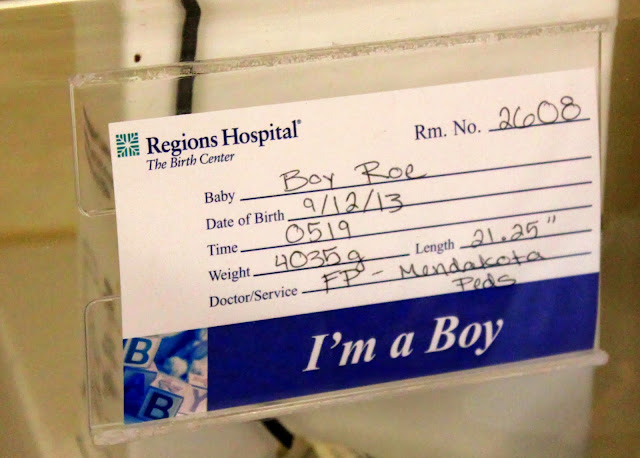 Regions Hospital®
The Birth Center
Rm. No. 2608
Baby Boy Roe
Date of Birth 9/12/13
Time 0519
Weight 4035g Length 21.25"
Doctor/Service FP - Mendakota
Peds
I'm a Boy
B
B
Y